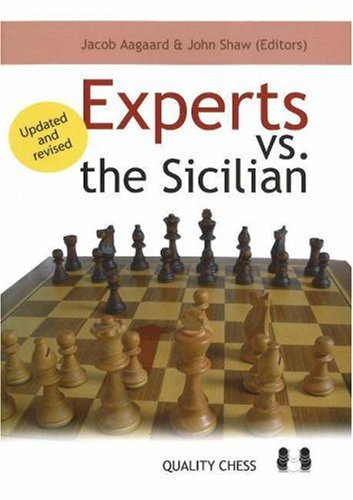 Jacob Aagaard & John Shaw (Editors)
Updated
and
revised
Experts
vs.
the Sicilian
QUALITY CHESS